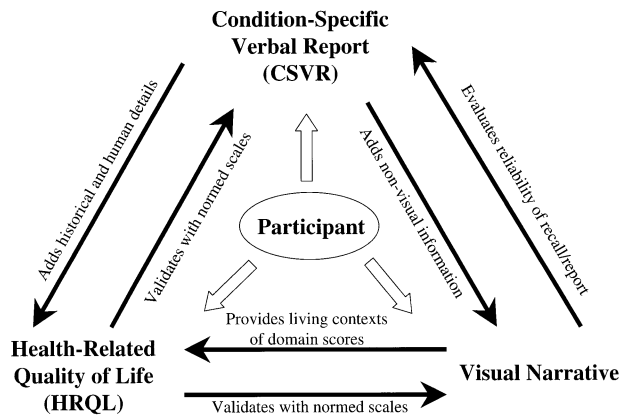 Condition-Specific
Verbal Report
(CSVR)
Adds historical and human details
Validates with normed scales
Adds non-visual information
Evaluates reliability of recall/report
Participant
Provides living contexts
of domain scores
Health-Related
Quality of Life
(HRQL)
Visual Narrative
Validates with normed scales